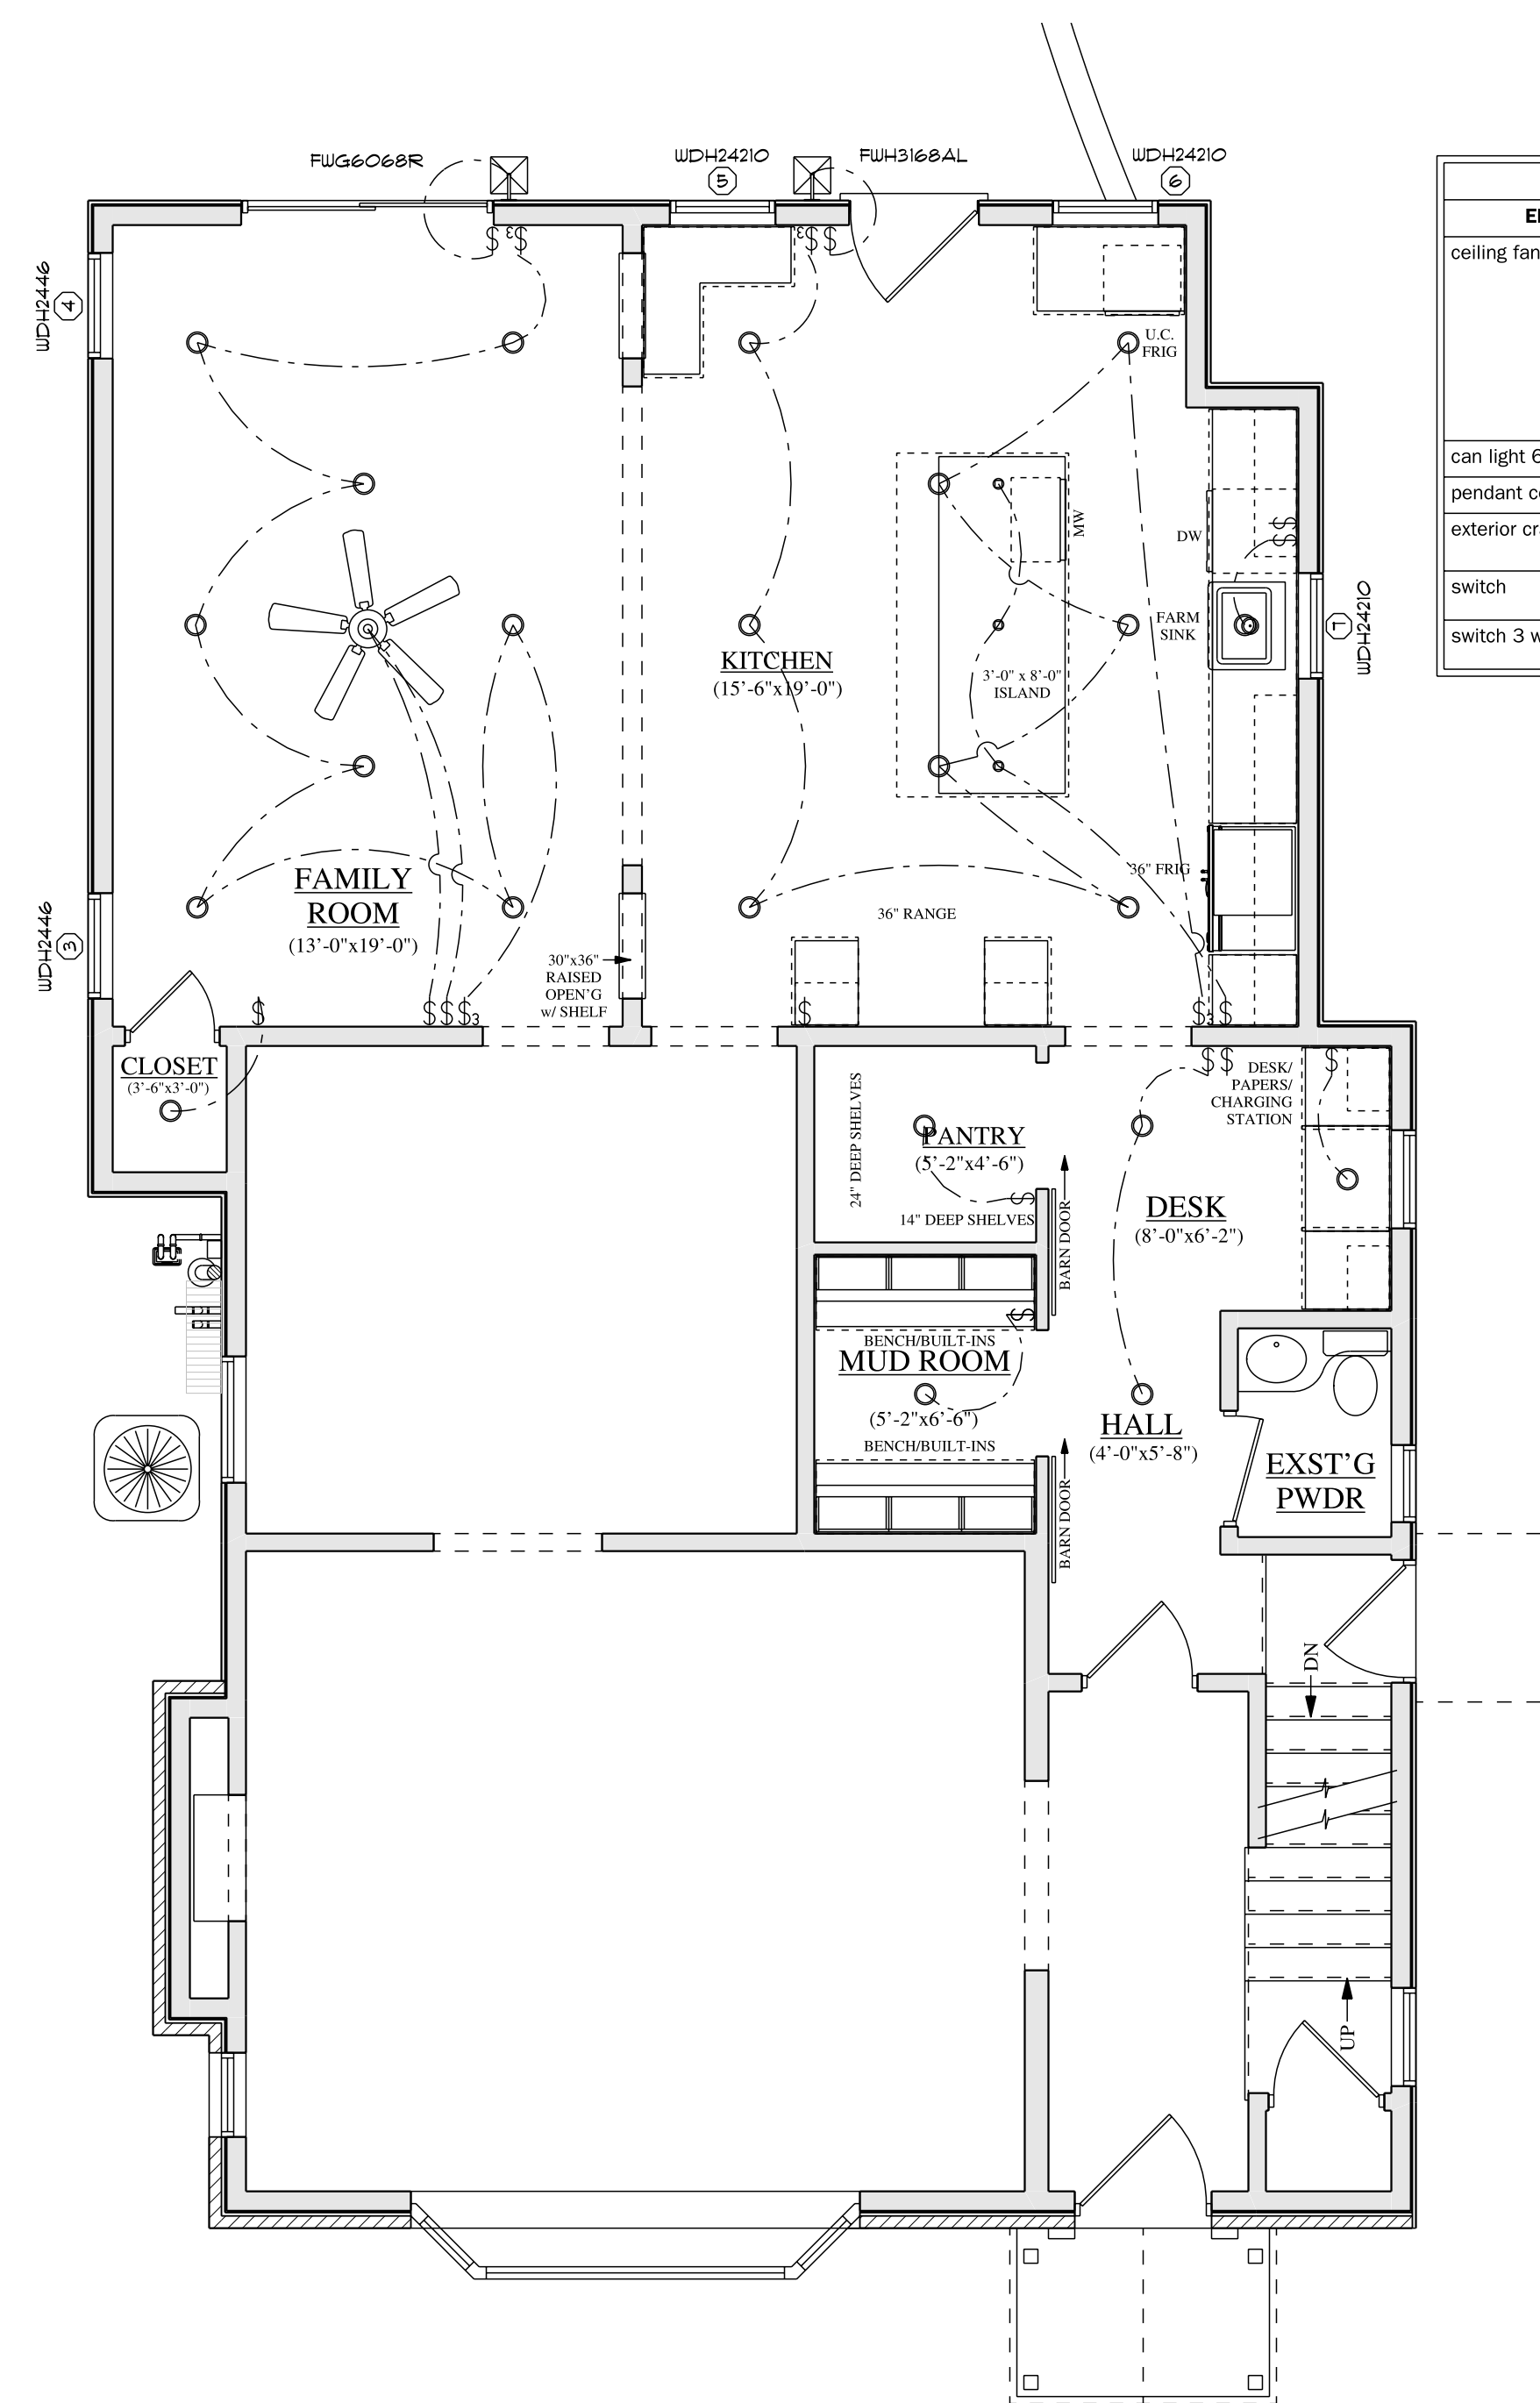 FWG6068R
WDH24210
5
FWH3168AL
WDH24210
6
ceiling fan
can light 6
pendant
exterior
switch
switch 3
WDH2446
4
$ 3$
3$ $
U.C.
FRIG
MW
DW
$
$
FARM
SINK
7
WDH24210
KITCHEN
(15'-6"x19'-0")
3'-0" x 8'-0"
ISLAND
FAMILY
ROOM
(13'-0"x19'-0")
36" FRIG
36" RANGE
WDH2446
3
30"x36"
RAISED
OPEN'G
w/ SHELF
$
$ $ $3
$
$3 $
CLOSET
(3'-6"x3'-0")
24" DEEP SHELVES
PANTRY
(5'-2"x4'-6")
$
14" DEEP SHELVES
$ $
DESK/
PAPERS/
CHARGING
STATION
$
BARN DOOR
DESK
(8'-0"x6'-2")
$
BENCH/BUILT-INS
MUD ROOM
(5'-2"x6'-6")
BENCH/BUILT-INS
BARN DOOR
HALL
(4'-0"x5'-8")
EXST'G
PWDR
DN
UP